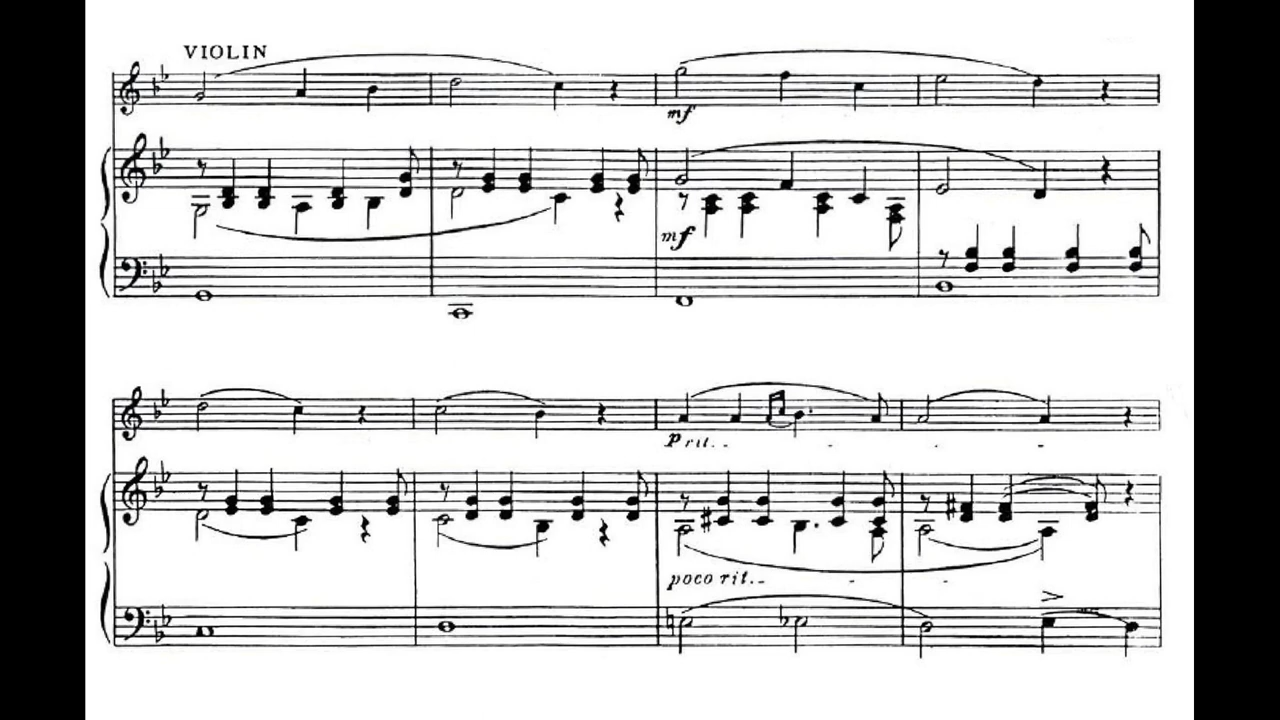 VIOLIN
mf
mf
p rit.. - - -
poco rit.. - -